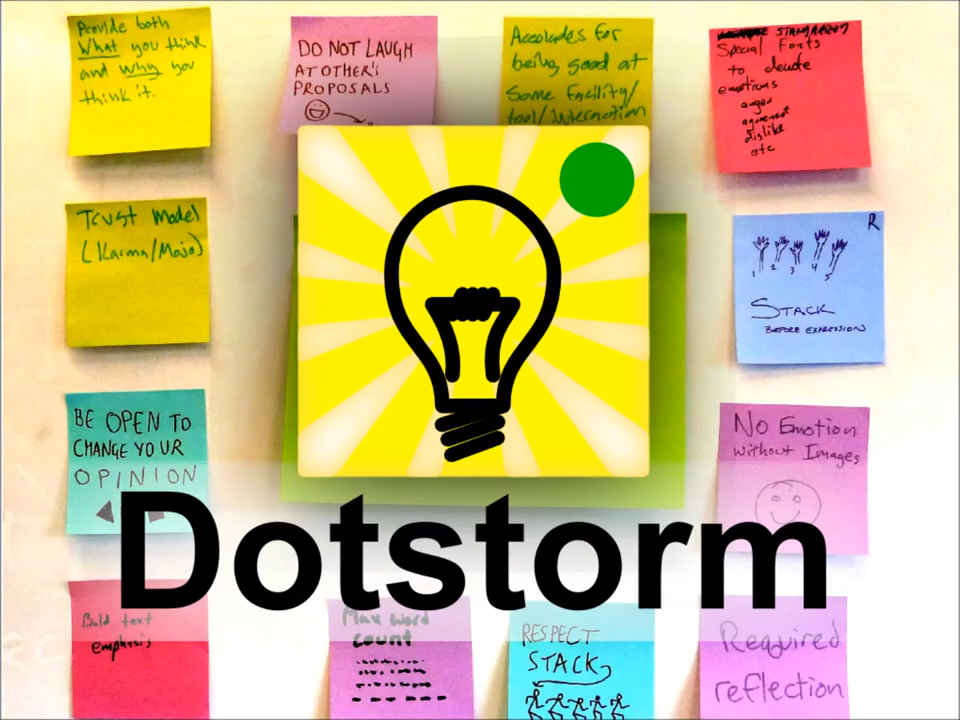 Provide both
What you think
and why you
think it.
DO NOT LAUGH
AT OTHER'S
PROPOSALS
Accolades for
being good at
Some Facility/
tool/interaction
STANDARDIZED
Special Fonts
to denote
emotions
anger
agreement
dislike
etc
Trust Model
(Karma/Mojo)
R
1 2 3 4 5
STACK
BEFORE EXPRESSION
BE OPEN TO
CHANGE YOUR
OPINION
No Emotion
without Images
Dotstorm
Bold text
emphasis
Max word
count
RESPECT
STACK
Required
reflection